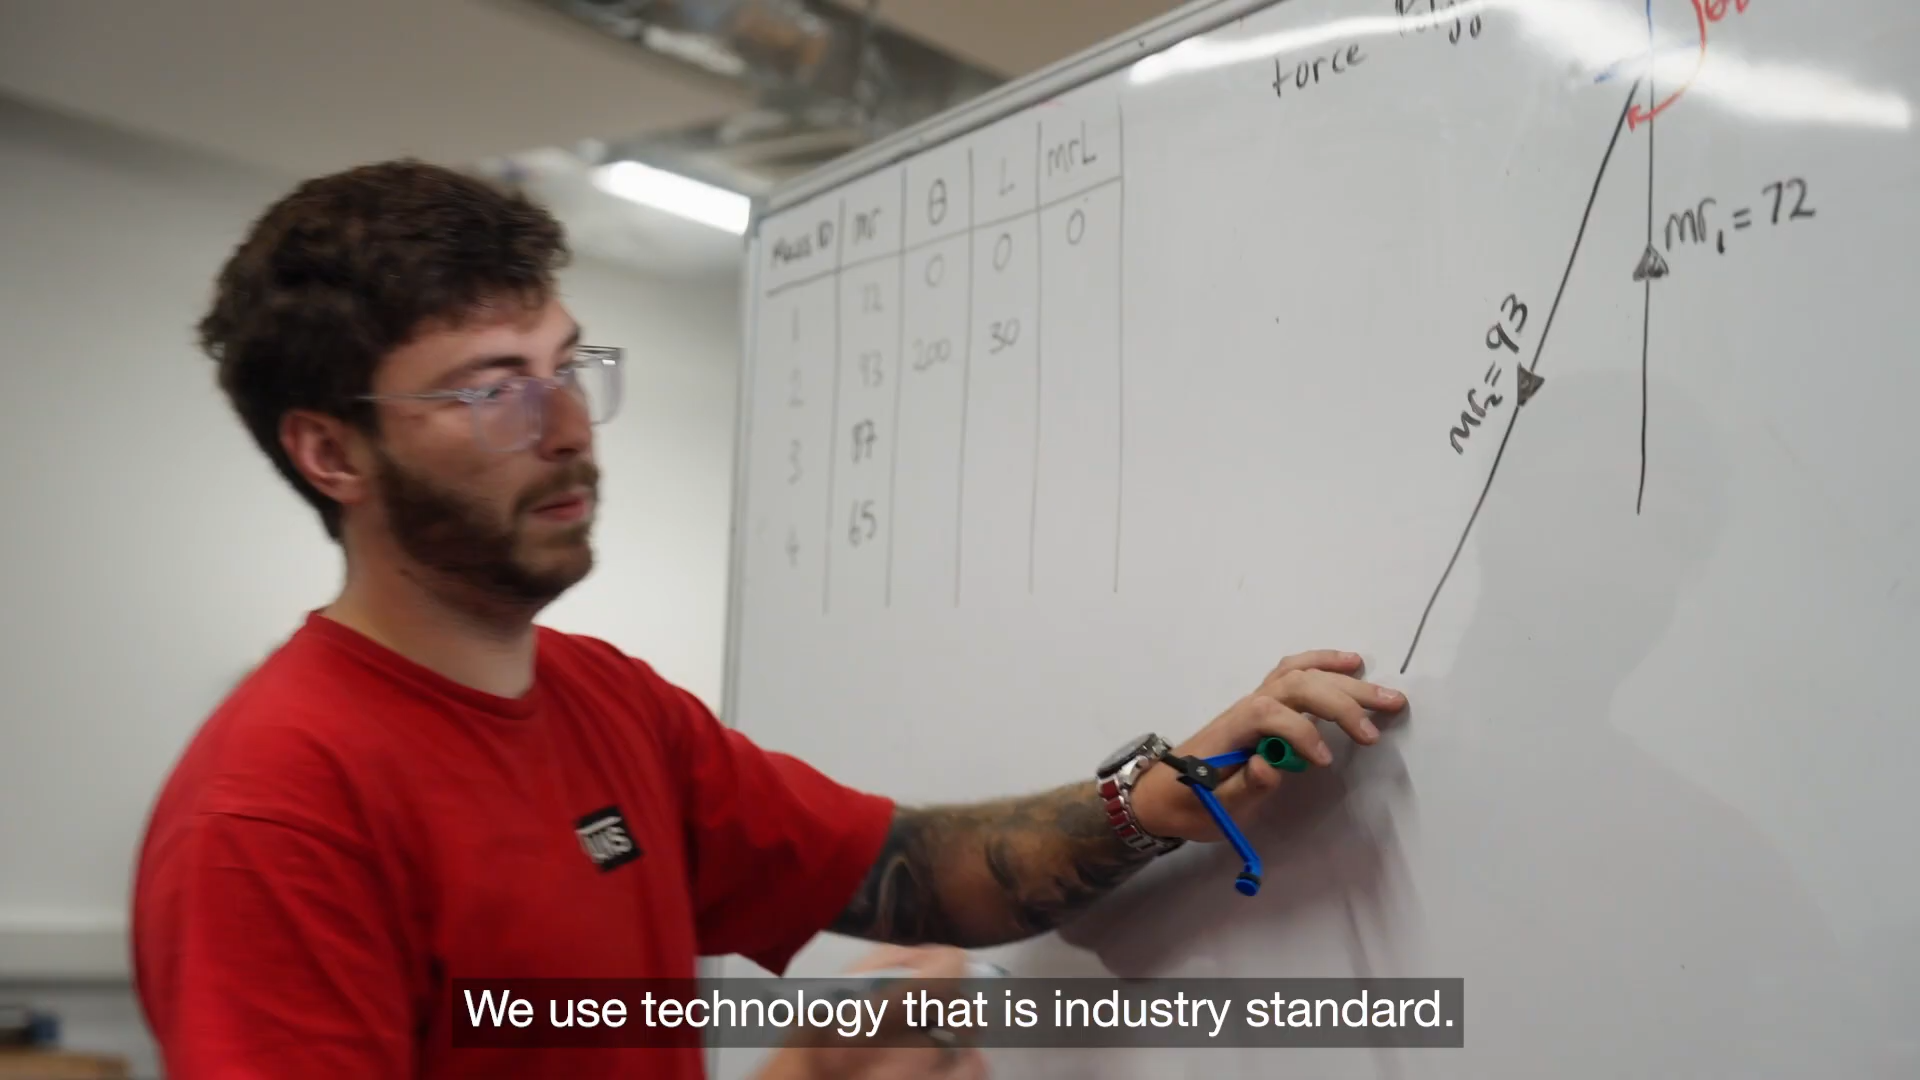 force Polygo
Mass ID mr θ L mrL
1 72 0 0 0
2 93 200 30
3 87
4 65
mr₁ = 72
mr₂ = 93
We use technology that is industry standard.